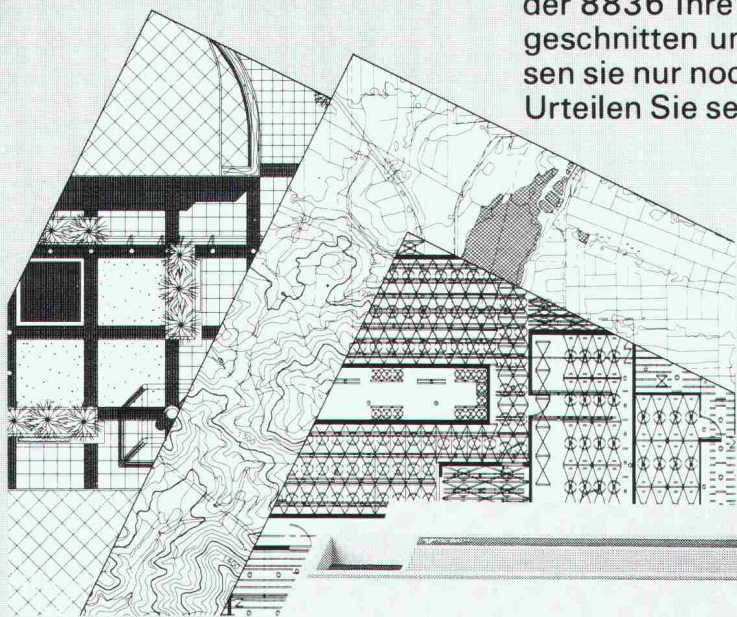 der 8836 Ihre
geschnitten un
sen sie nur noc
Urteilen Sie se